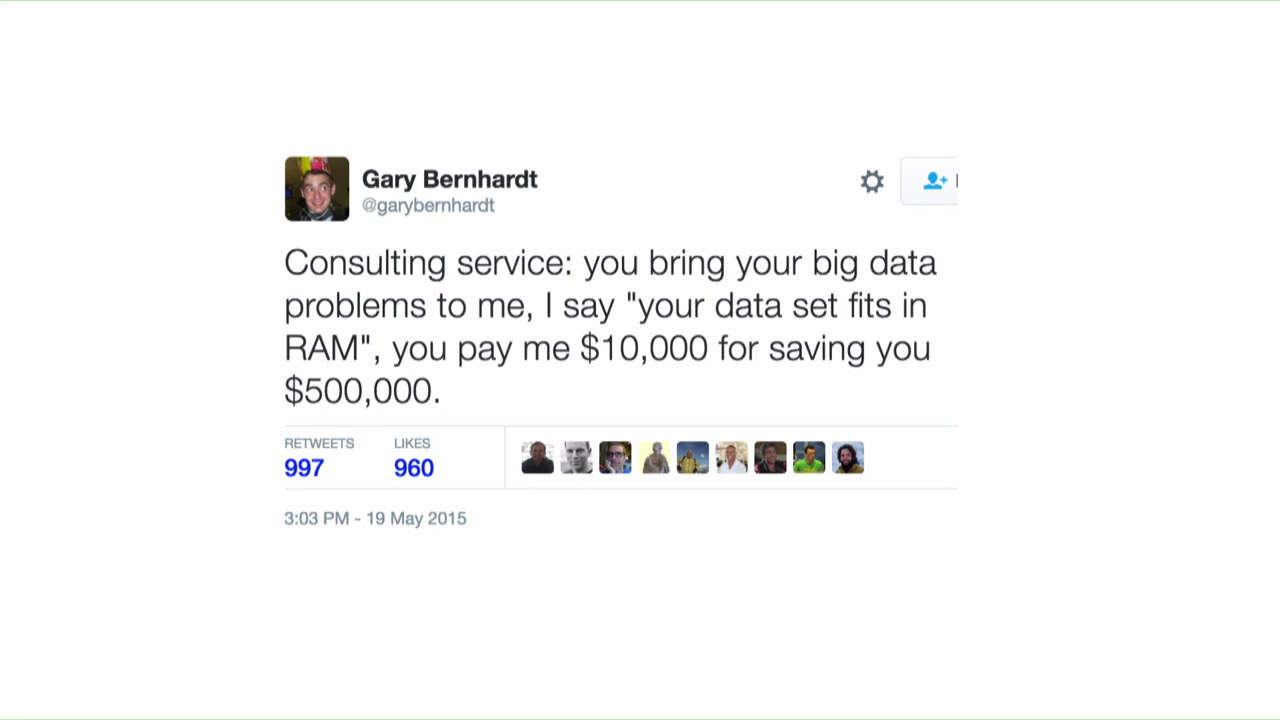 Gary Bernhardt
@garybernhardt
Consulting service: you bring your big data
problems to me, I say "your data set fits in
RAM", you pay me $10,000 for saving you
$500,000.
RETWEETS LIKES
997 960
3:03 PM - 19 May 2015